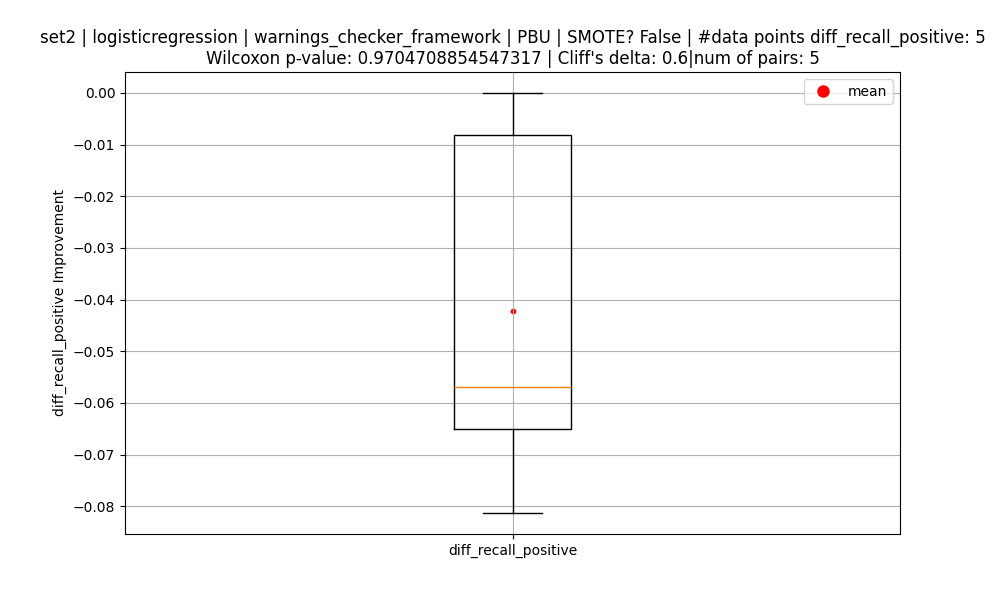 set2 | logisticregression | warnings_checker_framework | PBU | SMOTE? False | #data points diff_recall_positive: 5
Wilcoxon p-value: 0.9704708854547317 | Cliff's delta: 0.6|num of pairs: 5
mean
0.00
−0.01
−0.02
−0.03
−0.04
−0.05
−0.06
−0.07
−0.08
diff_recall_positive Improvement
diff_recall_positive